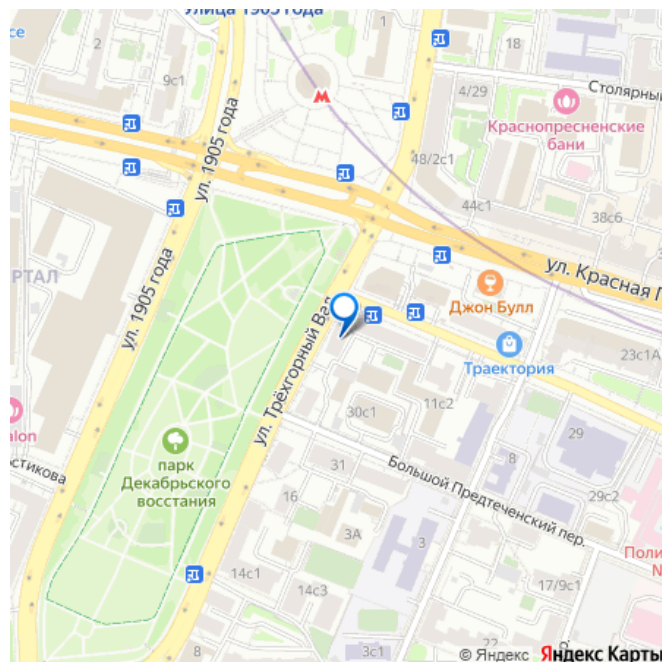 Улица 1905 года
2
1
18
Столярный
4/29
9с1
Краснопресненские
бани
ул. 1905 года
48/2с1
44с1
38с6
ул. Красная П
РТАЛ
Джон Булл
ул. 1905 года
ул. Трёхгорный Вал
Траектория
23с1А
30с1
11с2
alon
29
31
8
стикова
парк
Декабрьского
восстания
Большой Предтеченский пер.
16
29с2
3А
3
Поли
14с1
14с3
17/9с1
8
3с1
22
© Яндекс Яндекс Карты